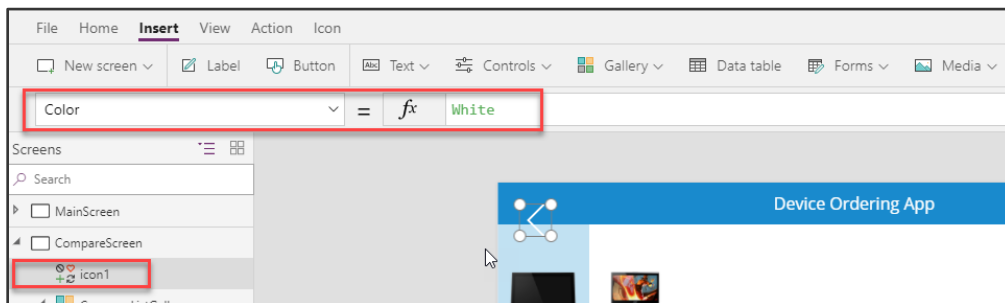 File Home Insert View Action Icon
New screen Label Button Abc Text Controls Gallery Data table Forms Media
Color = fx White
Screens
Search
MainScreen
Device Ordering App
CompareScreen
icon1